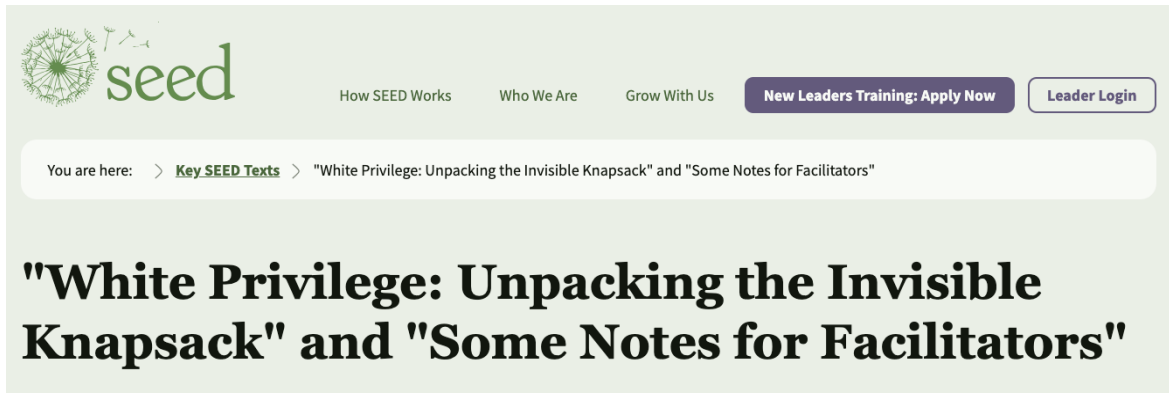 seed
How SEED Works Who We Are Grow With Us New Leaders Training: Apply Now Leader Login
You are here: > Key SEED Texts > "White Privilege: Unpacking the Invisible Knapsack" and "Some Notes for Facilitators"
"White Privilege: Unpacking the Invisible
Knapsack" and "Some Notes for Facilitators"